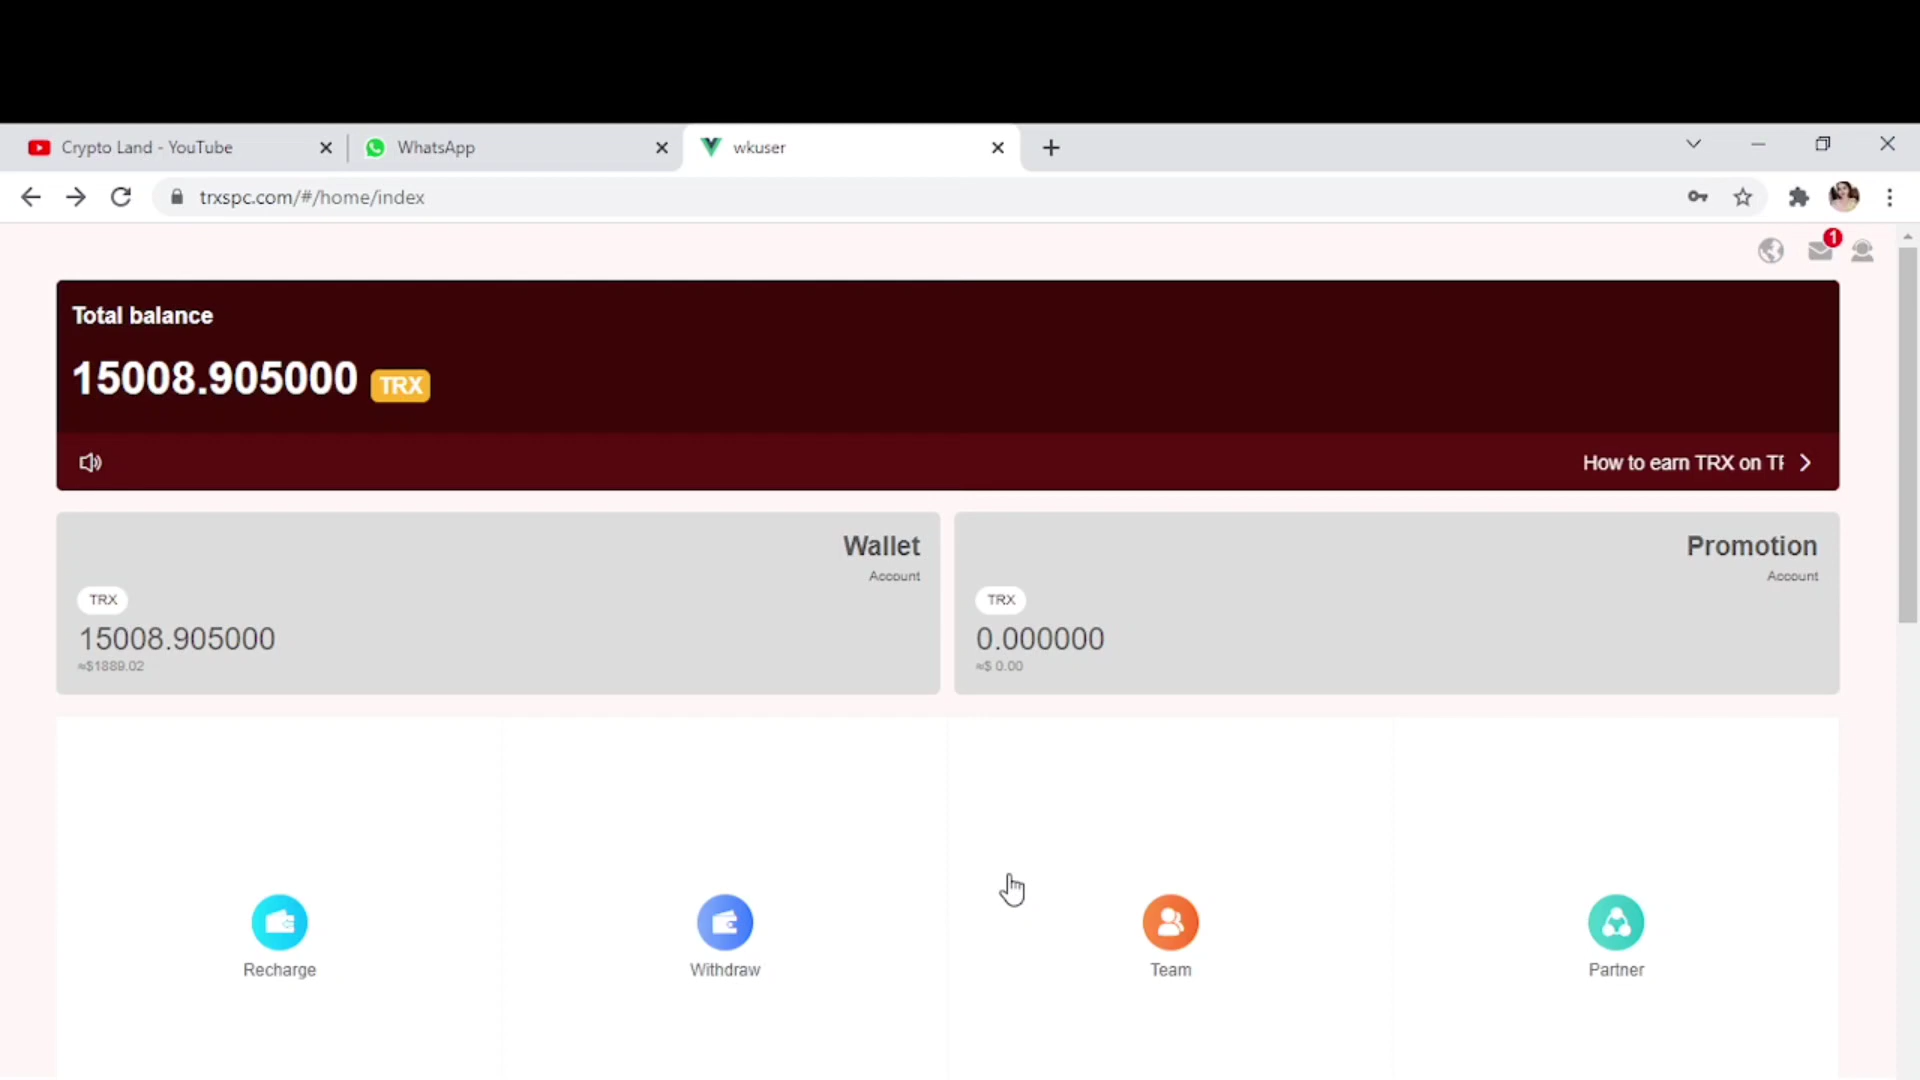 Crypto Land - YouTube
WhatsApp
wkuser
trxspc.com/#/home/index
1
Total balance
15008.905000 TRX
How to earn TRX on
Wallet
Account
TRX
15008.905000
≈$1889.02
Promotion
Account
TRX
0.000000
≈$ 0.00
Recharge
Withdraw
Team
Partner